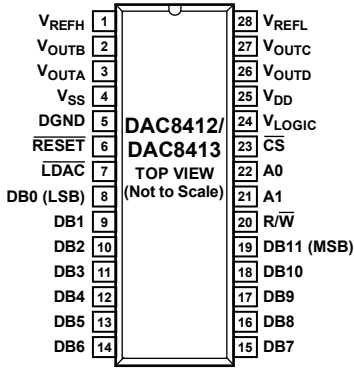 VREFH 1
VOUTB 2
VOUTA 3
VSS 4
DGND 5
RESET 6
LDAC 7
DB0 (LSB) 8
DB1 9
DB2 10
DB3 11
DB4 12
DB5 13
DB6 14
DAC8412/
DAC8413
TOP VIEW
(Not to Scale)
28 VREFL
27 VOUTC
26 VOUTD
25 VDD
24 VLOGIC
23 CS
22 A0
21 A1
20 R/W
19 DB11 (MSB)
18 DB10
17 DB9
16 DB8
15 DB7